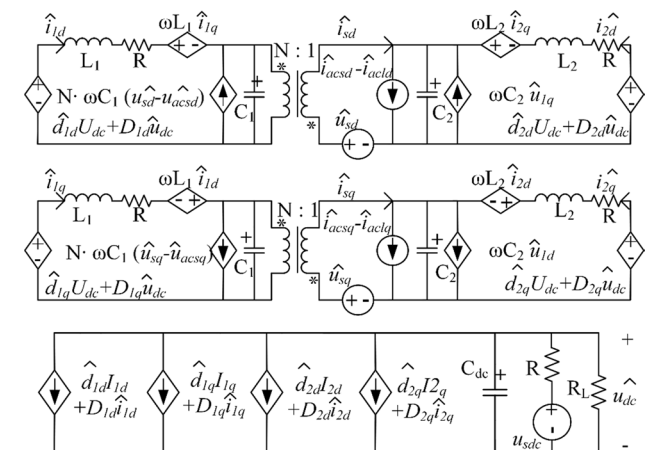 î1d ωL1 î1q îsd ωL2 î2q î2d
+ - N : 1 + -
L1 R * îacsd-îacld L2 R
+ - N· ωC1 (ûsd-ûacsd) C1 + + C2 ωC2 û1q + -
d̂1dUdc+D1dûdc * ûsd + - d̂2dUdc+D2dûdc
î1q ωL1 î1d îsq ωL2 î2d î2q
- + N : 1 + -
L1 R * îacsq-îaclq L2 R
+ - N· ωC1 (ûsq-ûacsq) C1 + + C2 ωC2 û1d + -
d̂1qUdc+D1qûdc * ûsq + - d̂2qUdc+D2qûdc
+
d̂1dI1d d̂1qI1q d̂2dI2d d̂2qI2q Cdc + R RL ûdc
+D1dî1d +D1qî1q +D2dî2d +D2qî2q + -
usdc -